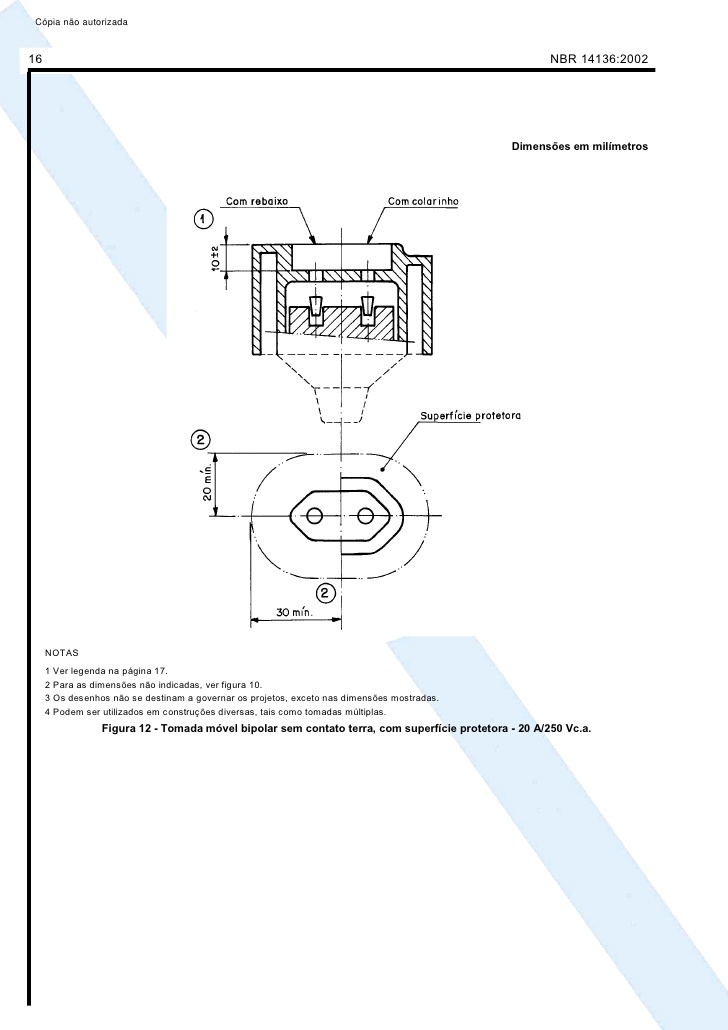 Cópia não autorizada
16
NBR 14136:2002
Dimensões em milímetros
Com rebaixo
Com colarinho
1
10±2
Superfície protetora
2
20 mín.
2
30 mín.
NOTAS
1 Ver legenda na página 17.
2 Para as dimensões não indicadas, ver figura 10.
3 Os desenhos não se destinam a governar os projetos, exceto nas dimensões mostradas.
4 Podem ser utilizados em construções diversas, tais como tomadas múltiplas.
Figura 12 - Tomada móvel bipolar sem contato terra, com superfície protetora - 20 A/250 Vc.a.